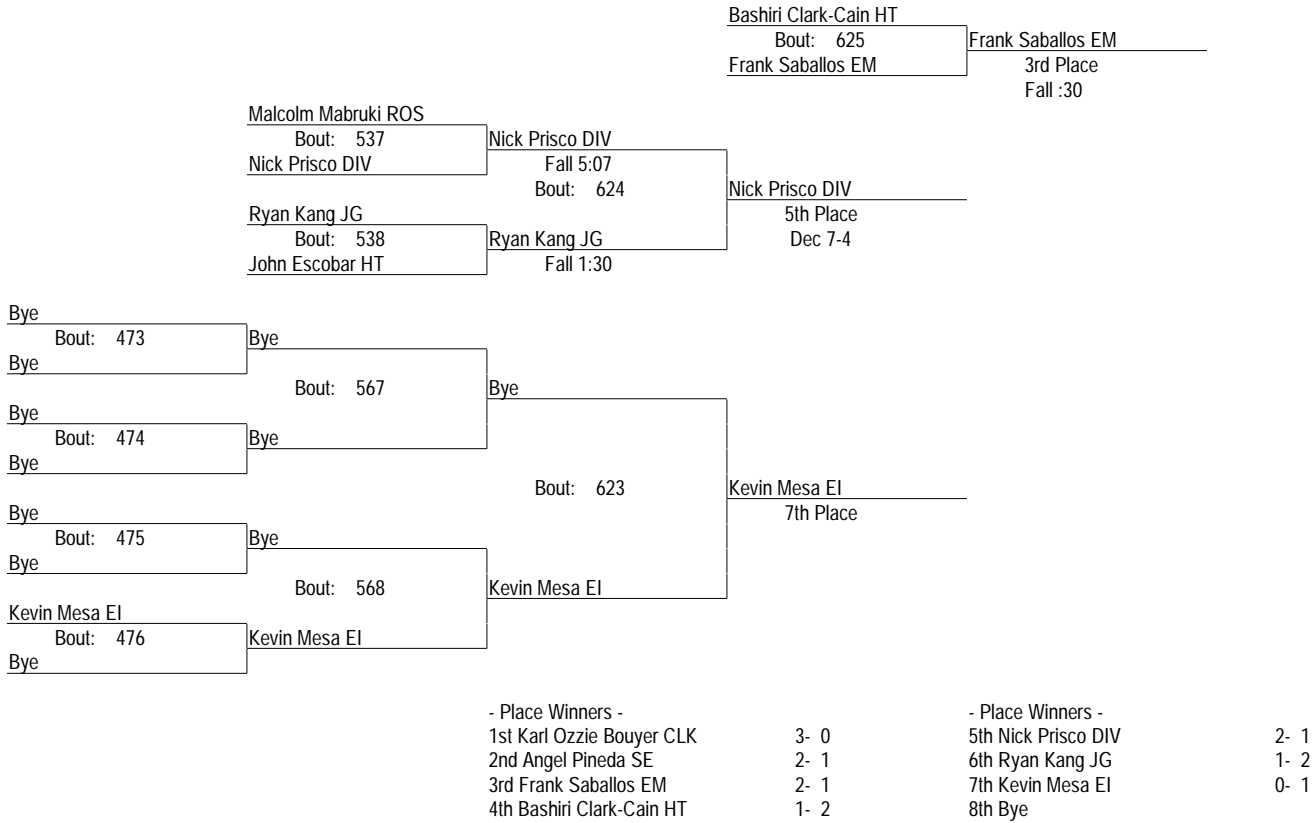 Bashiri Clark-Cain HT
Bout: 625 Frank Saballos EM
Frank Saballos EM 3rd Place
Fall :30
Malcolm Mabruki ROS
Bout: 537 Nick Prisco DIV
Nick Prisco DIV Fall 5:07
Bout: 624 Nick Prisco DIV
Ryan Kang JG 5th Place
Bout: 538 Ryan Kang JG Dec 7-4
John Escobar HT Fall 1:30
Bye
Bout: 473 Bye
Bye
Bout: 567 Bye
Bye
Bout: 474 Bye
Bye
Bout: 623 Kevin Mesa EI
Bye 7th Place
Bout: 475 Bye
Bye
Bout: 568 Kevin Mesa EI
Kevin Mesa EI
Bout: 476 Kevin Mesa EI
Bye
- Place Winners - - Place Winners -
1st Karl Ozzie Bouyer CLK 3- 0 5th Nick Prisco DIV 2- 1
2nd Angel Pineda SE 2- 1 6th Ryan Kang JG 1- 2
3rd Frank Saballos EM 2- 1 7th Kevin Mesa EI 0- 1
4th Bashiri Clark-Cain HT 1- 2 8th Bye